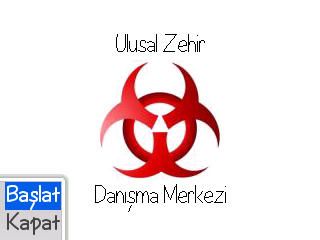 Ulusal Zehir
Danışma Merkezi
Başlat
Kapat